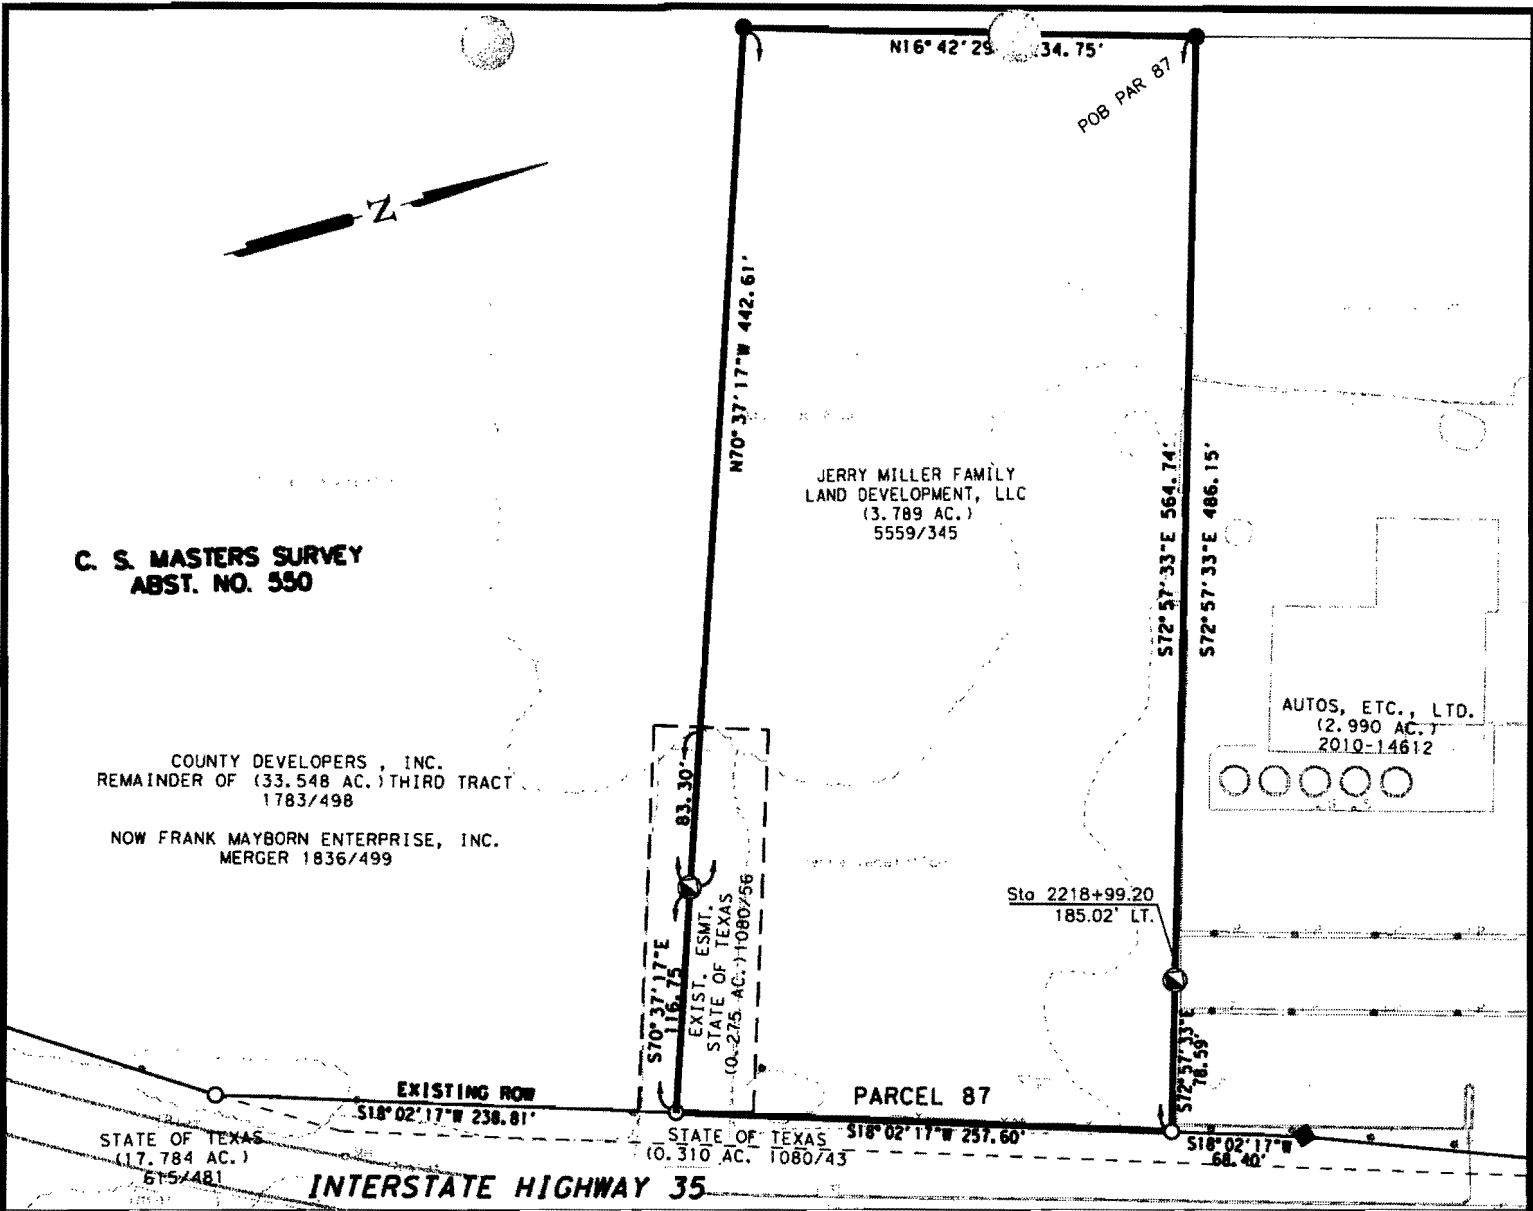 N16°42'29 34.75'
POB PAR 87
Z
N70°37'17"W 442.61'
JERRY MILLER FAMILY
LAND DEVELOPMENT, LLC
(3.789 AC.)
5559/345
S72°57'33"E 564.74'
S72°57'33"E 486.15'
C. S. MASTERS SURVEY
ABST. NO. 550
AUTOS, ETC., LTD.
(2.990 AC.)
2010-14612
COUNTY DEVELOPERS , INC.
REMAINDER OF (33.548 AC.) THIRD TRACT
1783/498
NOW FRANK MAYBORN ENTERPRISE, INC.
MERGER 1836/499
83.30'
Sta 2218+99.20
185.02' LT.
S70°37'17"E
116.75
EXIST. ESMT.
STATE OF TEXAS
(0.275 AC.) 1080/56
S72°57'33"E
78.59'
PARCEL 87
EXISTING ROW
S18°02'17"W 238.81'
S18°02'17"W 257.60'
S18°02'17"W
68.40'
STATE OF TEXAS
(17.784 AC.)
615/481
STATE OF TEXAS
(0.310 AC. 1080/43
INTERSTATE HIGHWAY 35